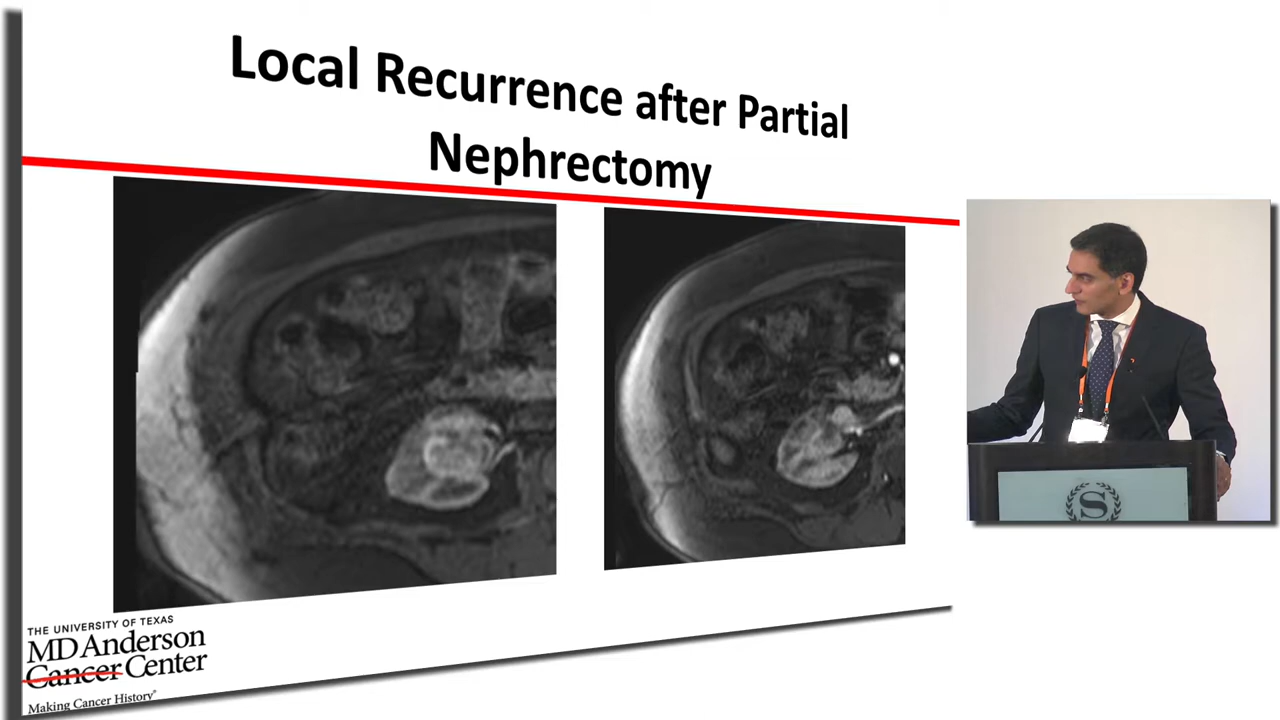 Local Recurrence after Partial
Nephrectomy
THE UNIVERSITY OF TEXAS
MD Anderson
Cancer Center
Making Cancer History®
S